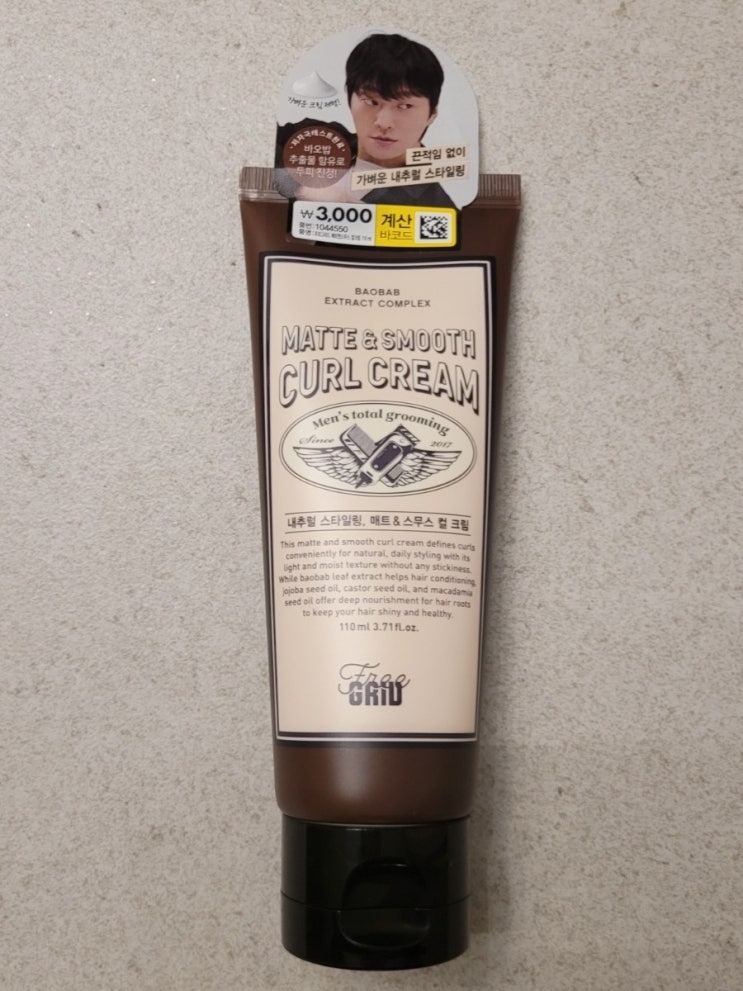 가벼운 크림 제형!
바오밥
추출물 함유로
두피 진정!
끈적임 없이
가벼운 내추럴 스타일링
₩3,000
품번:1044550
계산
바코드
BAOBAB
EXTRACT COMPLEX
MATTE & SMOOTH
CURL CREAM
Men's total grooming
Since 2017
내추럴 스타일링, 매트 & 스무스 컬 크림
This matte and smooth curl cream defines curls
conveniently for natural, daily styling with its
light and moist texture without any stickiness.
While baobab leaf extract helps hair conditioning,
jojoba seed oil, castor seed oil, and macadamia
seed oil offer deep nourishment for hair roots
to keep your hair shiny and healthy.
110 ml 3.71 fl.oz.
Free
GRID